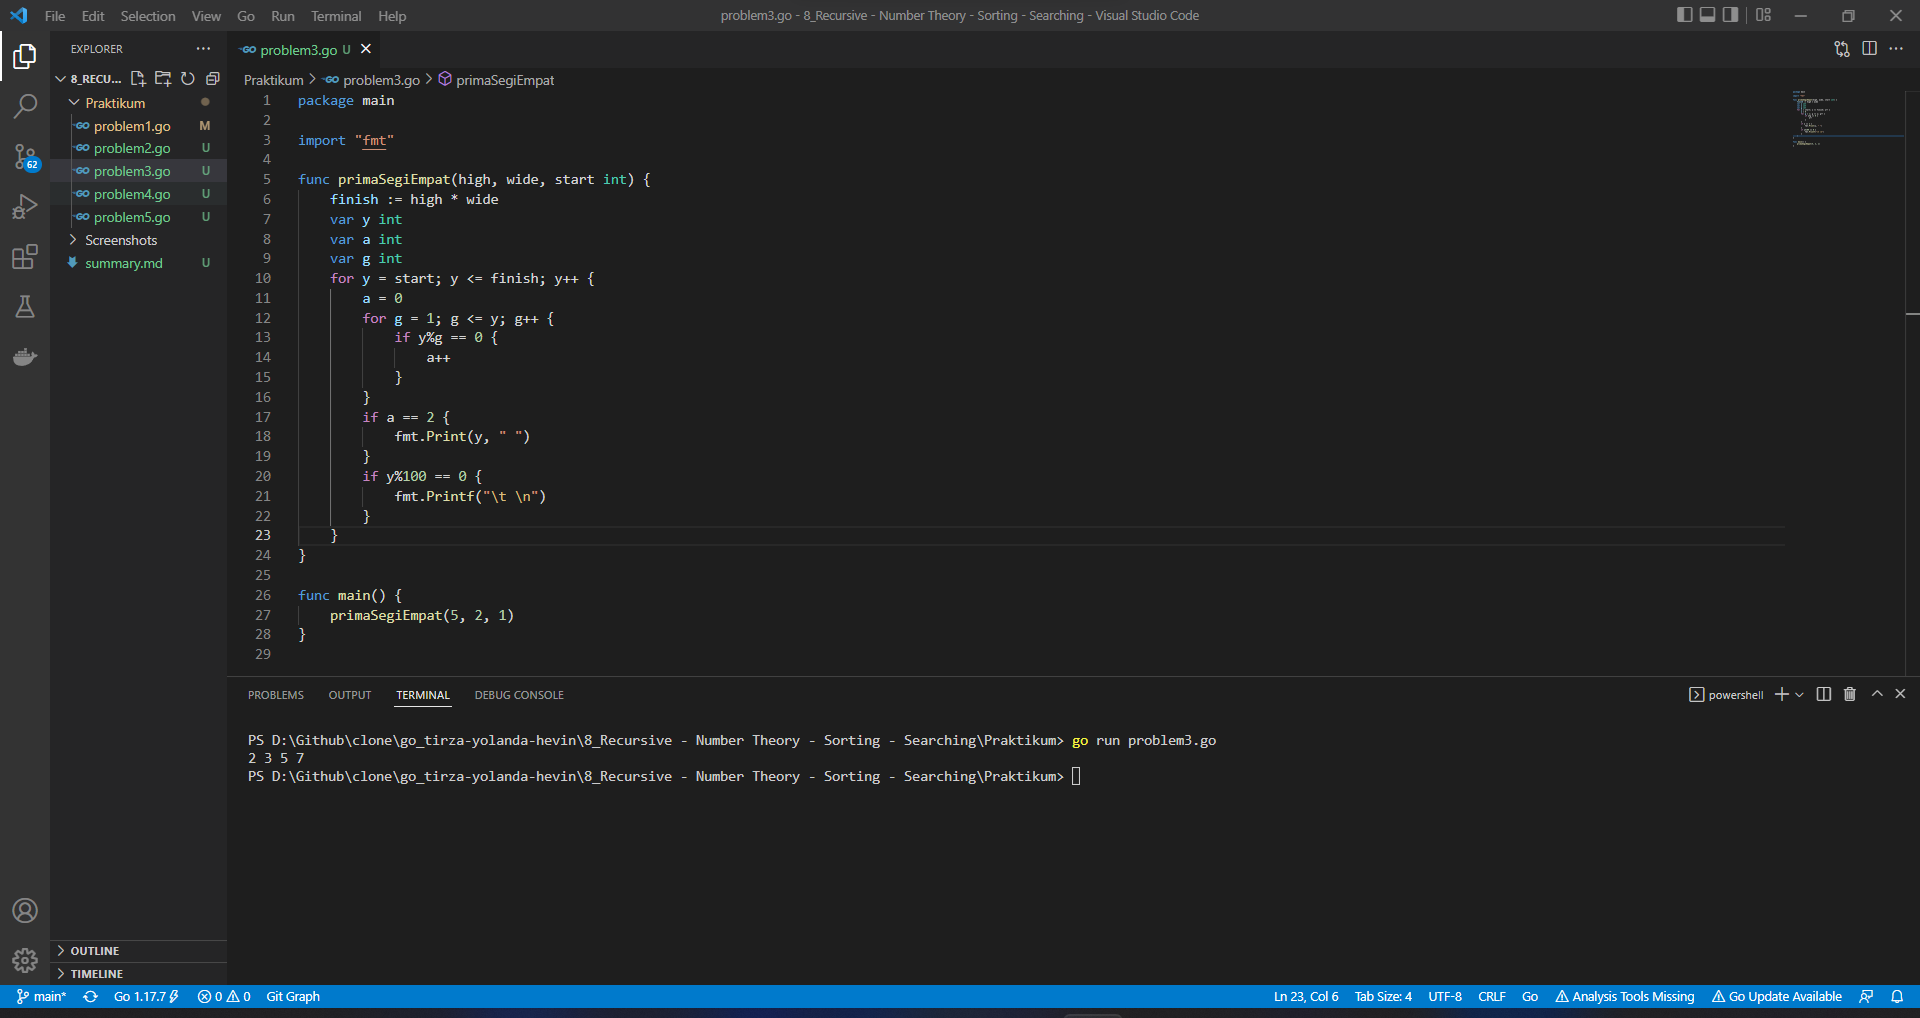 File Edit Selection View Go Run Terminal Help
problem3.go - 8_Recursive - Number Theory - Sorting - Searching - Visual Studio Code
EXPLORER
8_RECU...
Praktikum
problem1.go M
problem2.go U
problem3.go U
problem4.go U
problem5.go U
Screenshots
summary.md U
62
OUTLINE
TIMELINE
problem3.go U
Praktikum > problem3.go > primaSegiEmpat
1 package main
2
3 import "fmt"
4
5 func primaSegiEmpat(high, wide, start int) {
6 finish := high * wide
7 var y int
8 var a int
9 var g int
10 for y = start; y <= finish; y++ {
11 a = 0
12 for g = 1; g <= y; g++ {
13 if y%g == 0 {
14 a++
15 }
16 }
17 if a == 2 {
18 fmt.Print(y, " ")
19 }
20 if y%100 == 0 {
21 fmt.Printf("\t \n")
22 }
23 }
24 }
25
26 func main() {
27 primaSegiEmpat(5, 2, 1)
28 }
29
PROBLEMS OUTPUT TERMINAL DEBUG CONSOLE
powershell
PS D:\Github\clone\go_tirza-yolanda-hevin\8_Recursive - Number Theory - Sorting - Searching\Praktikum> go run problem3.go
2 3 5 7
PS D:\Github\clone\go_tirza-yolanda-hevin\8_Recursive - Number Theory - Sorting - Searching\Praktikum>
main* Go 1.17.7 0 0 Git Graph
Ln 23, Col 6 Tab Size: 4 UTF-8 CRLF Go Analysis Tools Missing Go Update Available